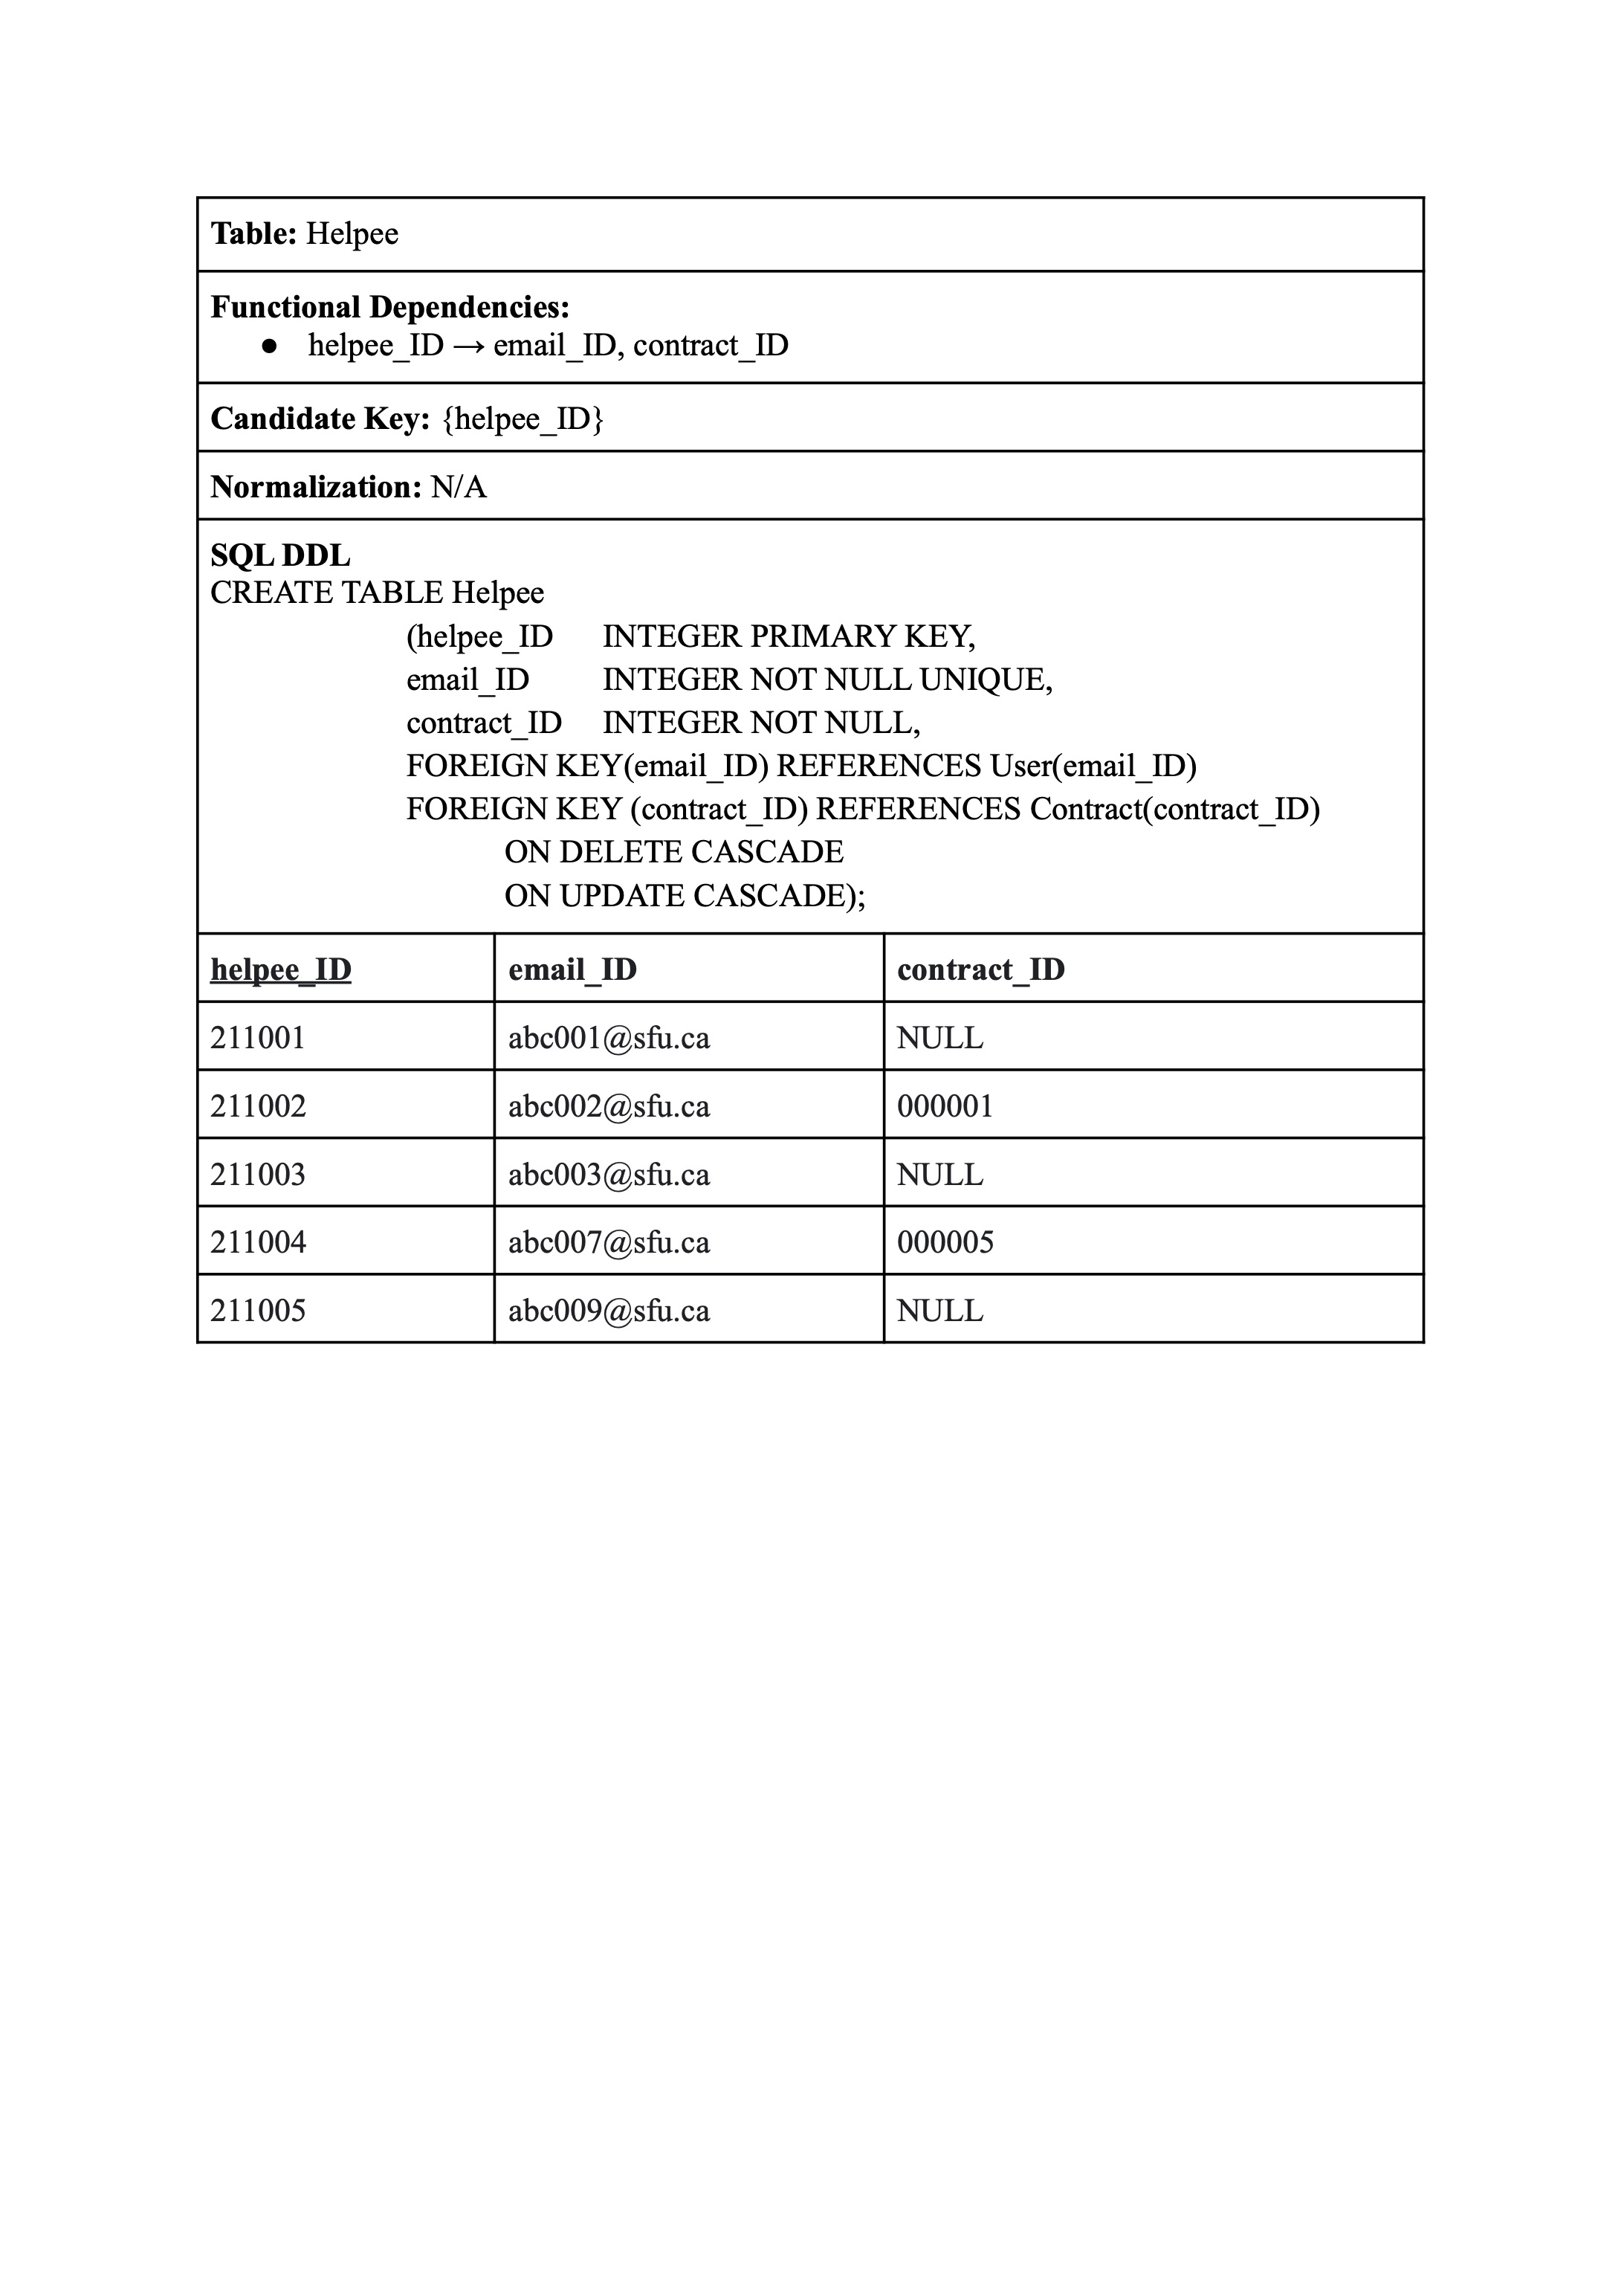 Table: Helpee
Functional Dependencies:
● helpee_ID → email_ID, contract_ID
Candidate Key: {helpee_ID}
Normalization: N/A
SQL DDL
CREATE TABLE Helpee
(helpee_ID INTEGER PRIMARY KEY,
email_ID INTEGER NOT NULL UNIQUE,
contract_ID INTEGER NOT NULL,
FOREIGN KEY(email_ID) REFERENCES User(email_ID)
FOREIGN KEY (contract_ID) REFERENCES Contract(contract_ID)
ON DELETE CASCADE
ON UPDATE CASCADE);
helpee_ID email_ID contract_ID
211001 abc001@sfu.ca NULL
211002 abc002@sfu.ca 000001
211003 abc003@sfu.ca NULL
211004 abc007@sfu.ca 000005
211005 abc009@sfu.ca NULL